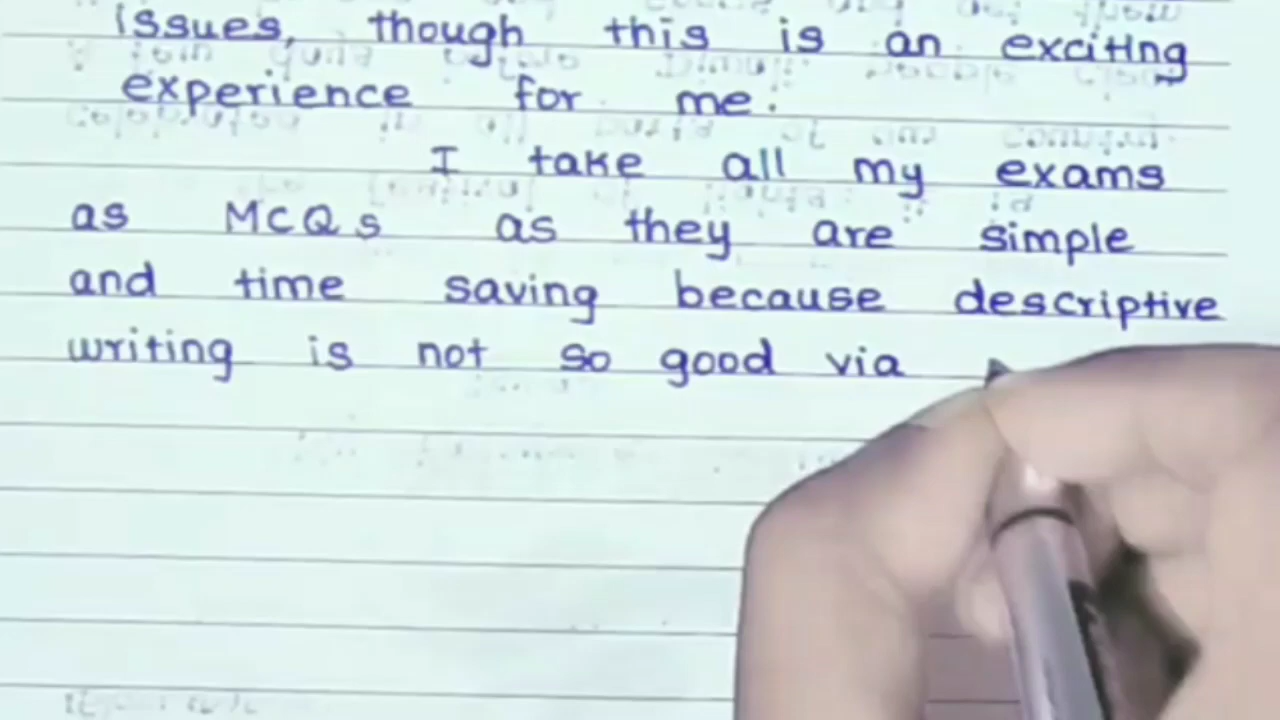 issues, though this is an exciting
experience for me.
I take all my exams
as MCQs as they are simple
and time saving because descriptive
writing is not so good via